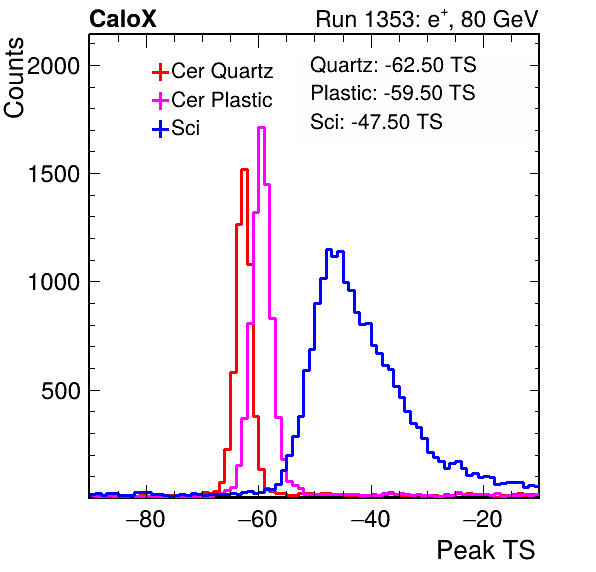 CaloX
Run 1353: e+, 80 GeV
Counts
2000
1500
1000
500
Cer Quartz
Cer Plastic
Sci
Quartz: -62.50 TS
Plastic: -59.50 TS
Sci: -47.50 TS
−80
−60
−40
−20
Peak TS